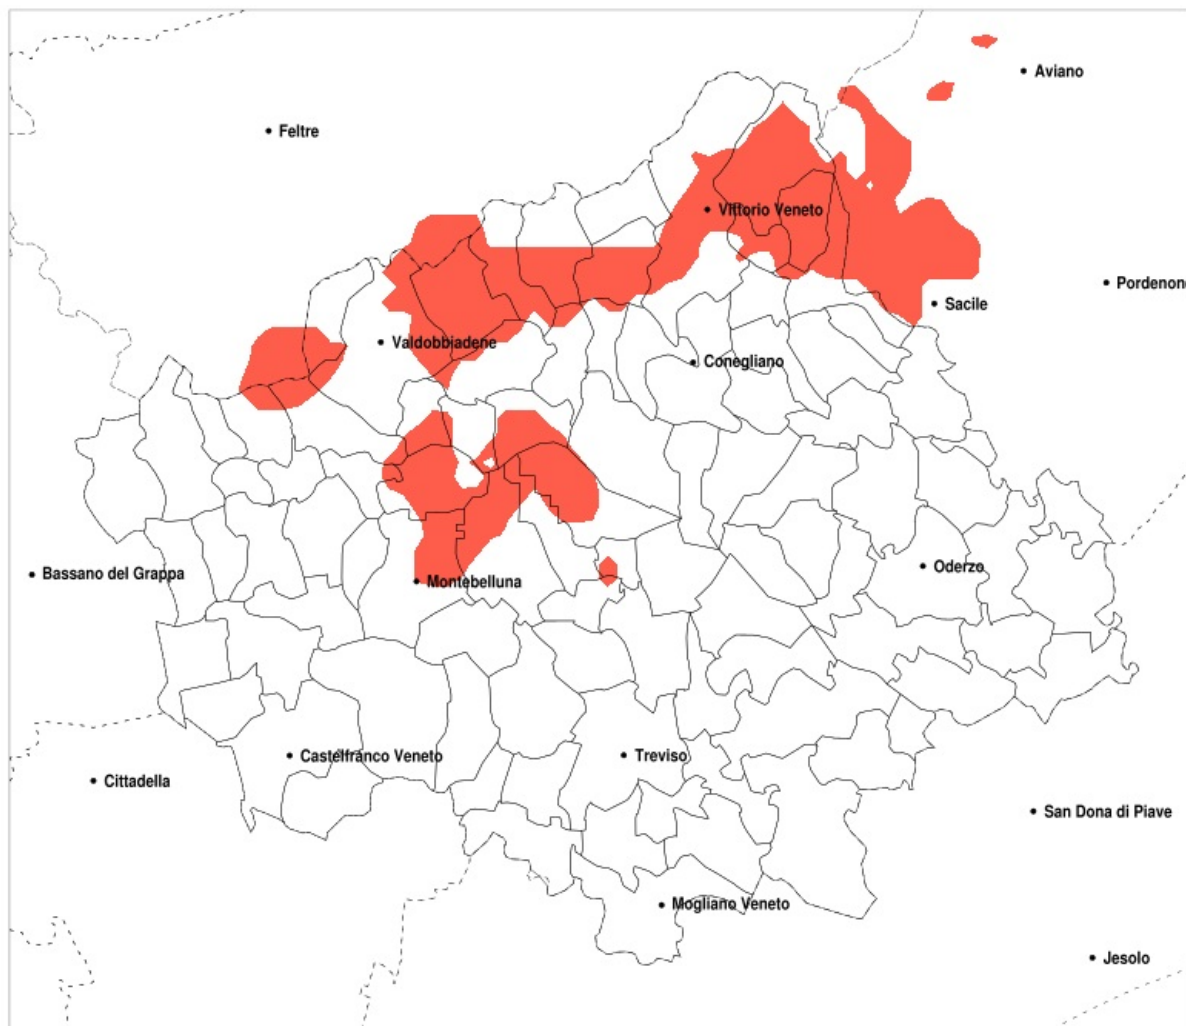 Aviano
Feltre
Vittorio Veneto
Pordenon
Sacile
Valdobbiadene
Conegliano
Bassano del Grappa
Montebelluna
Oderzo
Castelfranco Veneto
Treviso
Cittadella
San Dona di Piave
Mogliano Veneto
Jesolo